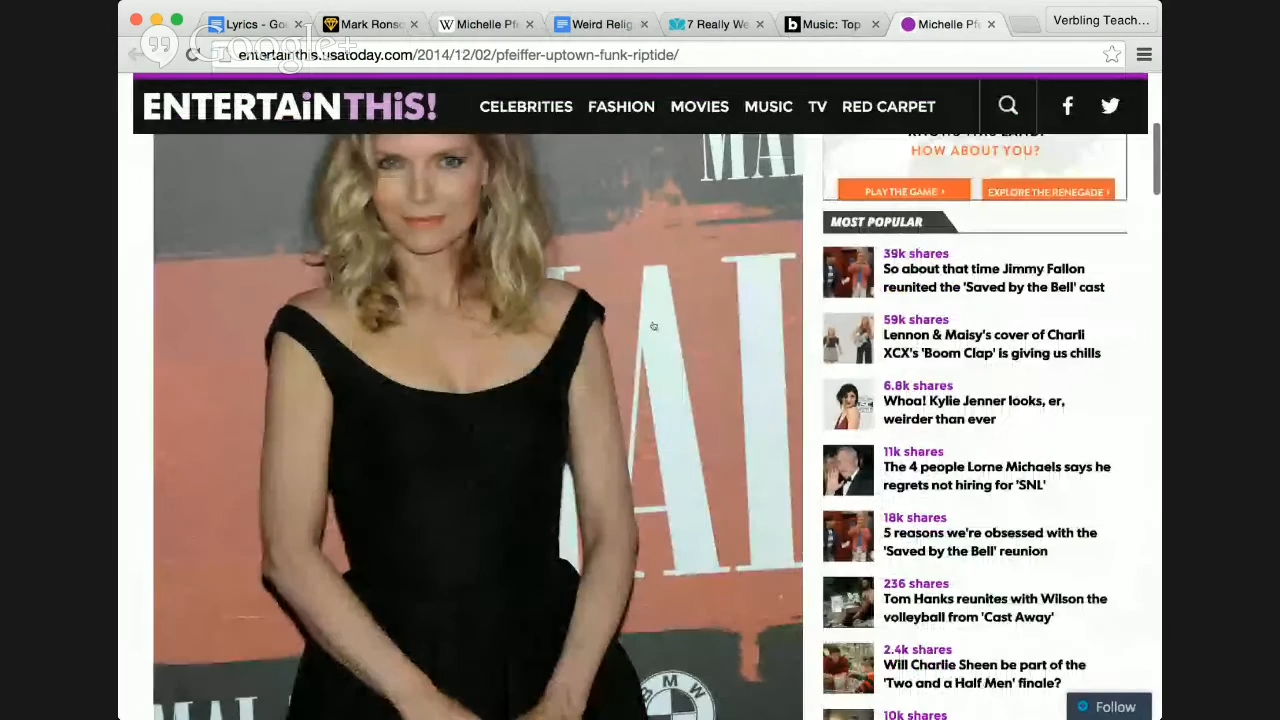 Lyrics - Go
Mark Rons
Michelle Pf
Weird Relig
7 Really We
Music: Top
Michelle Pf
Verbling Teach…
Google+
entertainthis.usatoday.com/2014/12/02/pfeiffer-uptown-funk-riptide/
ENTERTAiNTHiS!
CELEBRITIES FASHION MOVIES MUSIC TV RED CARPET
HOW ABOUT YOU?
PLAY THE GAME ›
EXPLORE THE RENEGADE ›
MOST POPULAR
39k shares
So about that time Jimmy Fallon
reunited the 'Saved by the Bell' cast
59k shares
Lennon & Maisy's cover of Charli
XCX's 'Boom Clap' is giving us chills
6.8k shares
Whoa! Kylie Jenner looks, er,
weirder than ever
11k shares
The 4 people Lorne Michaels says he
regrets not hiring for 'SNL'
18k shares
5 reasons we're obsessed with the
'Saved by the Bell' reunion
236 shares
Tom Hanks reunites with Wilson the
volleyball from 'Cast Away'
2.4k shares
Will Charlie Sheen be part of the
'Two and a Half Men' finale?
10k shares
BMW
Follow